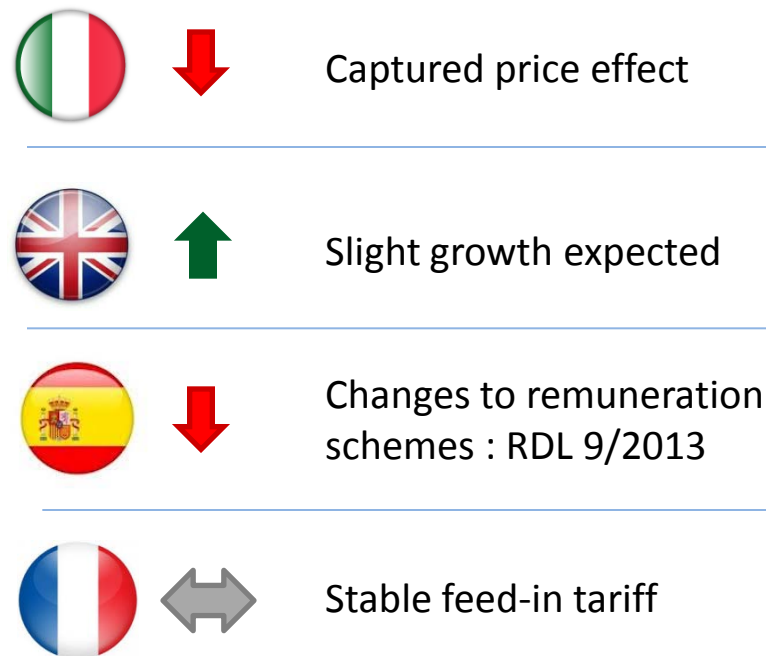 Captured price effect
Slight growth expected
Changes to remuneration
schemes : RDL 9/2013
Stable feed-in tariff